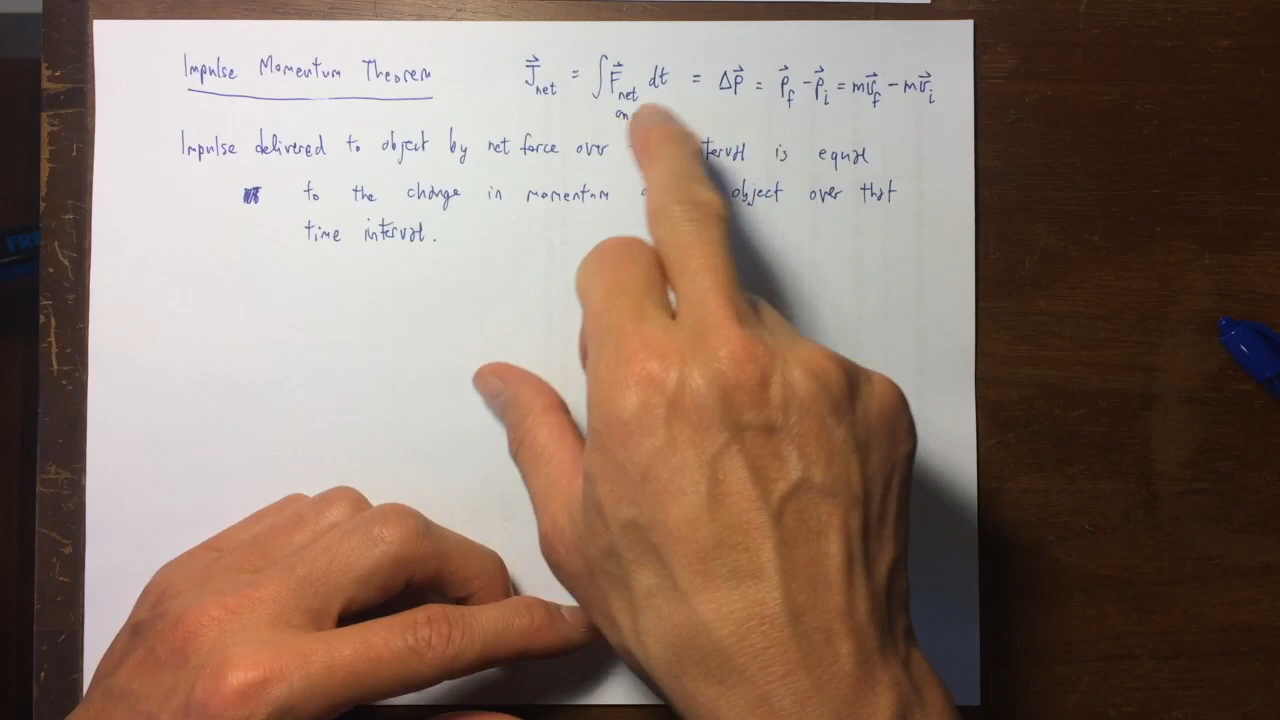 Impulse Momentum Theorem J⃗net = ∫ F⃗net on dt = Δp⃗ = p⃗f - p⃗i = mv⃗f - mv⃗i
Impulse delivered to object by net force over is equal
to the change in momentum object over that
time interval.